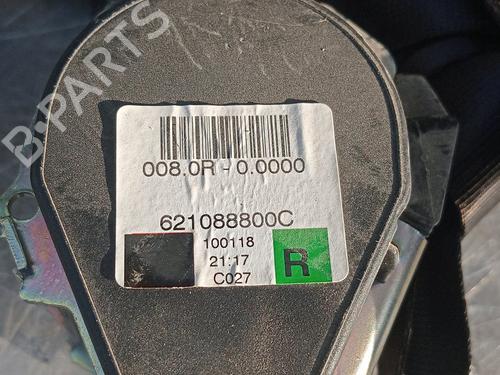 B-PARTS
008.0R - 0.0000
621088800C
100118
21:17
C027
R